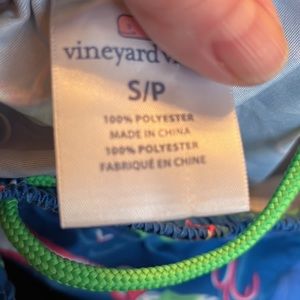 vineyard v
S/P
100% POLYESTER
MADE IN CHINA
100% POLYESTER
FABRIQUÉ EN CHINE